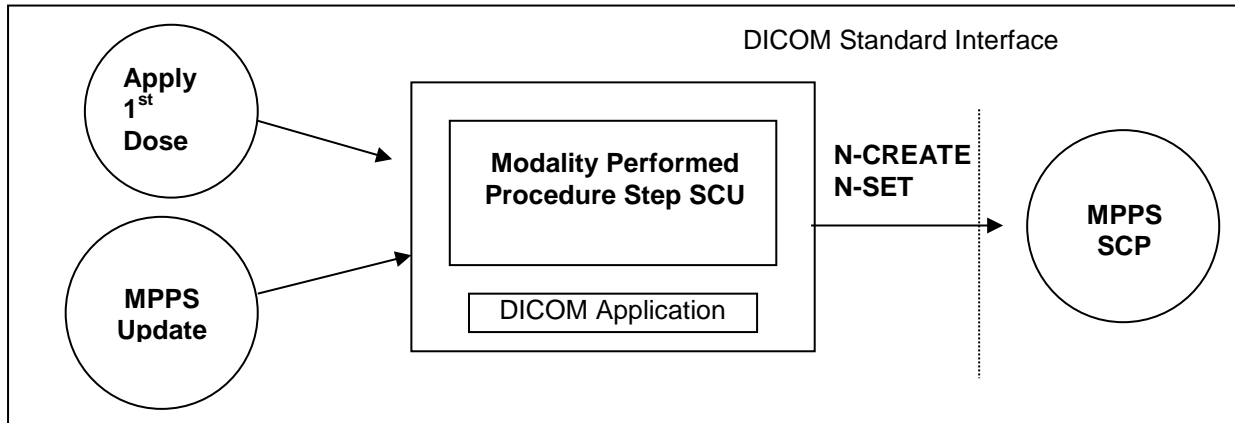 DICOM Standard Interface
Apply
1st
Dose
MPPS
Update
Modality Performed
Procedure Step SCU
DICOM Application
N-CREATE
N-SET
MPPS
SCP